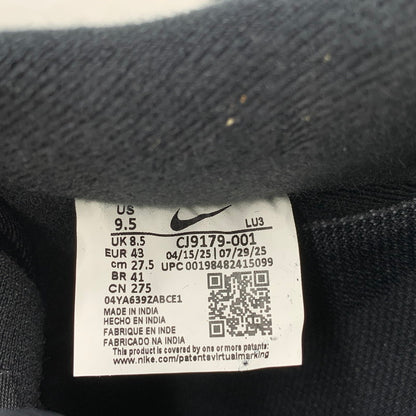 US
9.5 LU3
UK 8.5 CJ9179-001
EUR 43 04/15/25 | 07/29/25
cm 27.5 UPC 00198482415099
BR 41
CN 275
04YA639ZABCE1
MADE IN INDIA
HECHO EN INDIA
FABRIQUE EN INDE
FABRICADO NA INDIA
This product is covered by one or more patents:
www.nike.com/patentsvirtualmarking